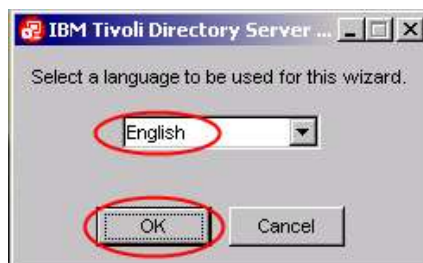 IBM Tivoli Directory Server ...
Select a language to be used for this wizard.
English
OK
Cancel